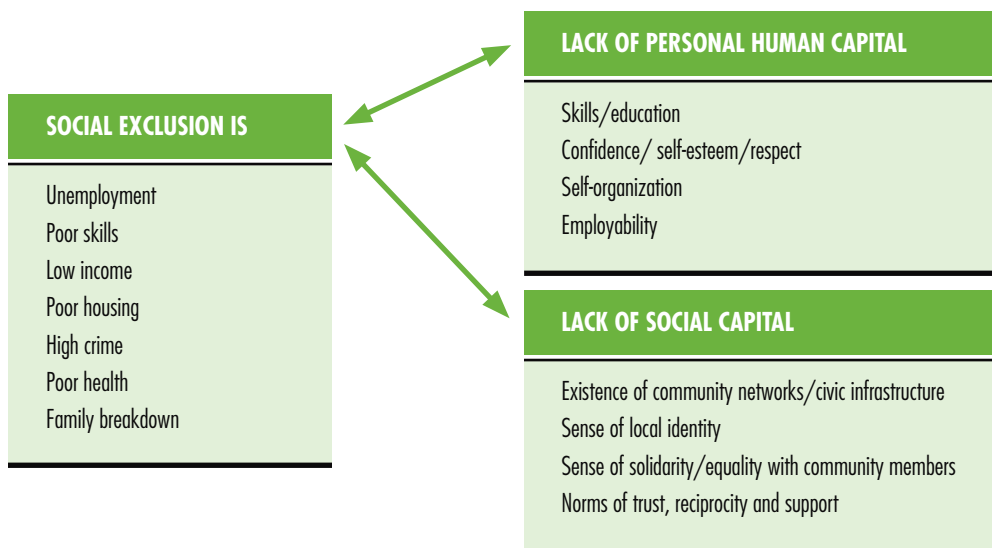 SOCIAL EXCLUSION IS
Unemployment
Poor skills
Low income
Poor housing
High crime
Poor health
Family breakdown
LACK OF PERSONAL HUMAN CAPITAL
Skills/education
Confidence/ self-esteem/respect
Self-organization
Employability
LACK OF SOCIAL CAPITAL
Existence of community networks/civic infrastructure
Sense of local identity
Sense of solidarity/equality with community members
Norms of trust, reciprocity and support